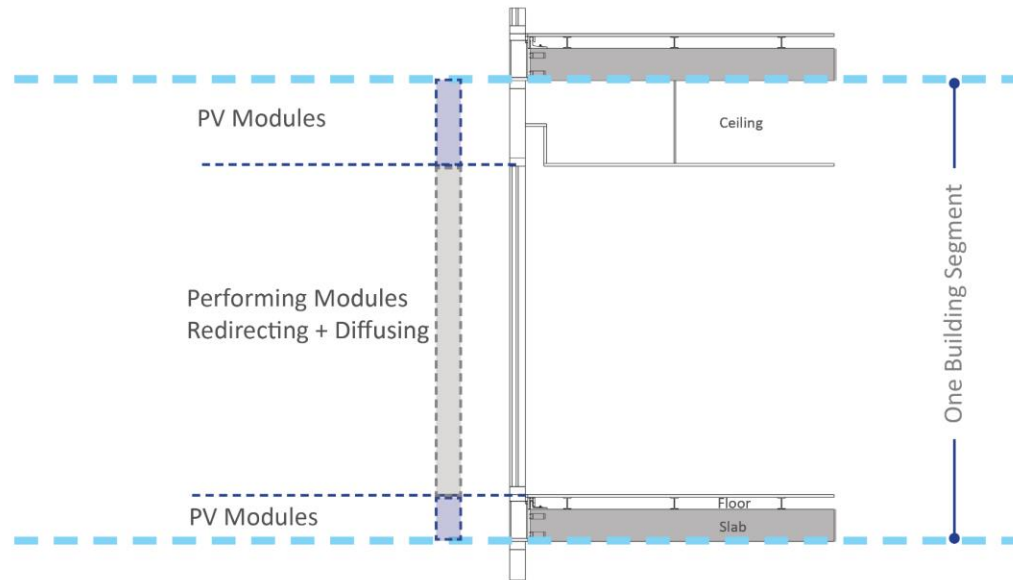 PV Modules
Ceiling
Performing Modules
Redirecting + Diffusing
One Building Segment
PV Modules
Floor
Slab